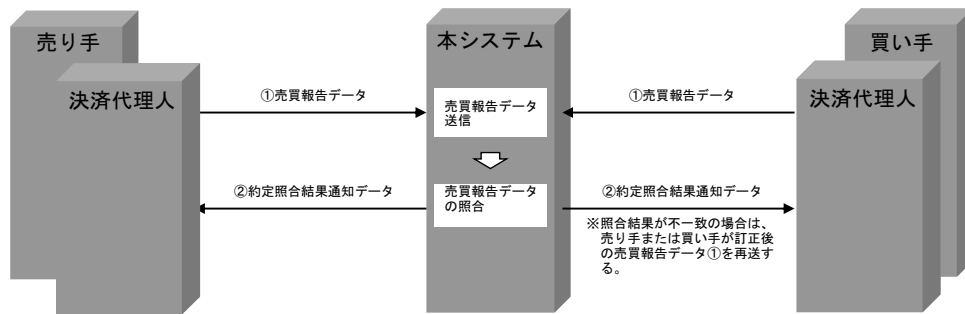 売り手
決済代理人
①売買報告データ
②約定照合結果通知データ
本システム
売買報告データ
送信
売買報告データ
の照合
①売買報告データ
②約定照合結果通知データ
※照合結果が不一致の場合は、
売り手または買い手が訂正後
の売買報告データ①を再送す
る。
買い手
決済代理人